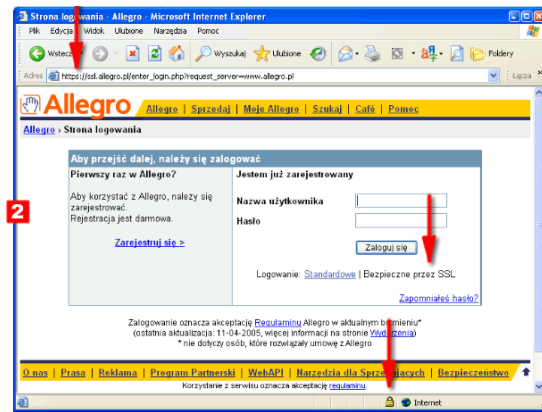 Strona logowania - Allegro - Microsoft Internet Explorer
Plik Edycja Widok Ulubione Narzędzia Pomoc
Wstecz Wyszukaj Ulubione Foldery
Adres https://ssl.allegro.pl/enter_login.php?request_server=www.allegro.pl Łącza
Allegro Allegro | Sprzedaj | Moje Allegro | Szukaj | Café | Pomoc
Allegro › Strona logowania
Aby przejść dalej, należy się zalogować
Pierwszy raz w Allegro?
Aby korzystać z Allegro, należy się
zarejestrować.
Rejestracja jest darmowa.
Zarejestruj się >
Jestem już zarejestrowany
Nazwa użytkownika
Hasło
Zaloguj się
Logowanie: Standardowe | Bezpieczne przez SSL
Zapomniałeś hasło?
2
Zalogowanie oznacza akceptację Regulaminu Allegro w aktualnym brzmieniu*
(ostatnia aktualizacja: 11-04-2005, więcej informacji na stronie Wydarzenia)
* nie dotyczy osób, które rozwiązały umowę z Allegro
O nas | Prasa | Reklama | Program Partnerski | WebAPI | Narzędzia dla Sprzedających | Bezpieczeństwo
Korzystanie z serwisu oznacza akceptację regulaminu.
Internet